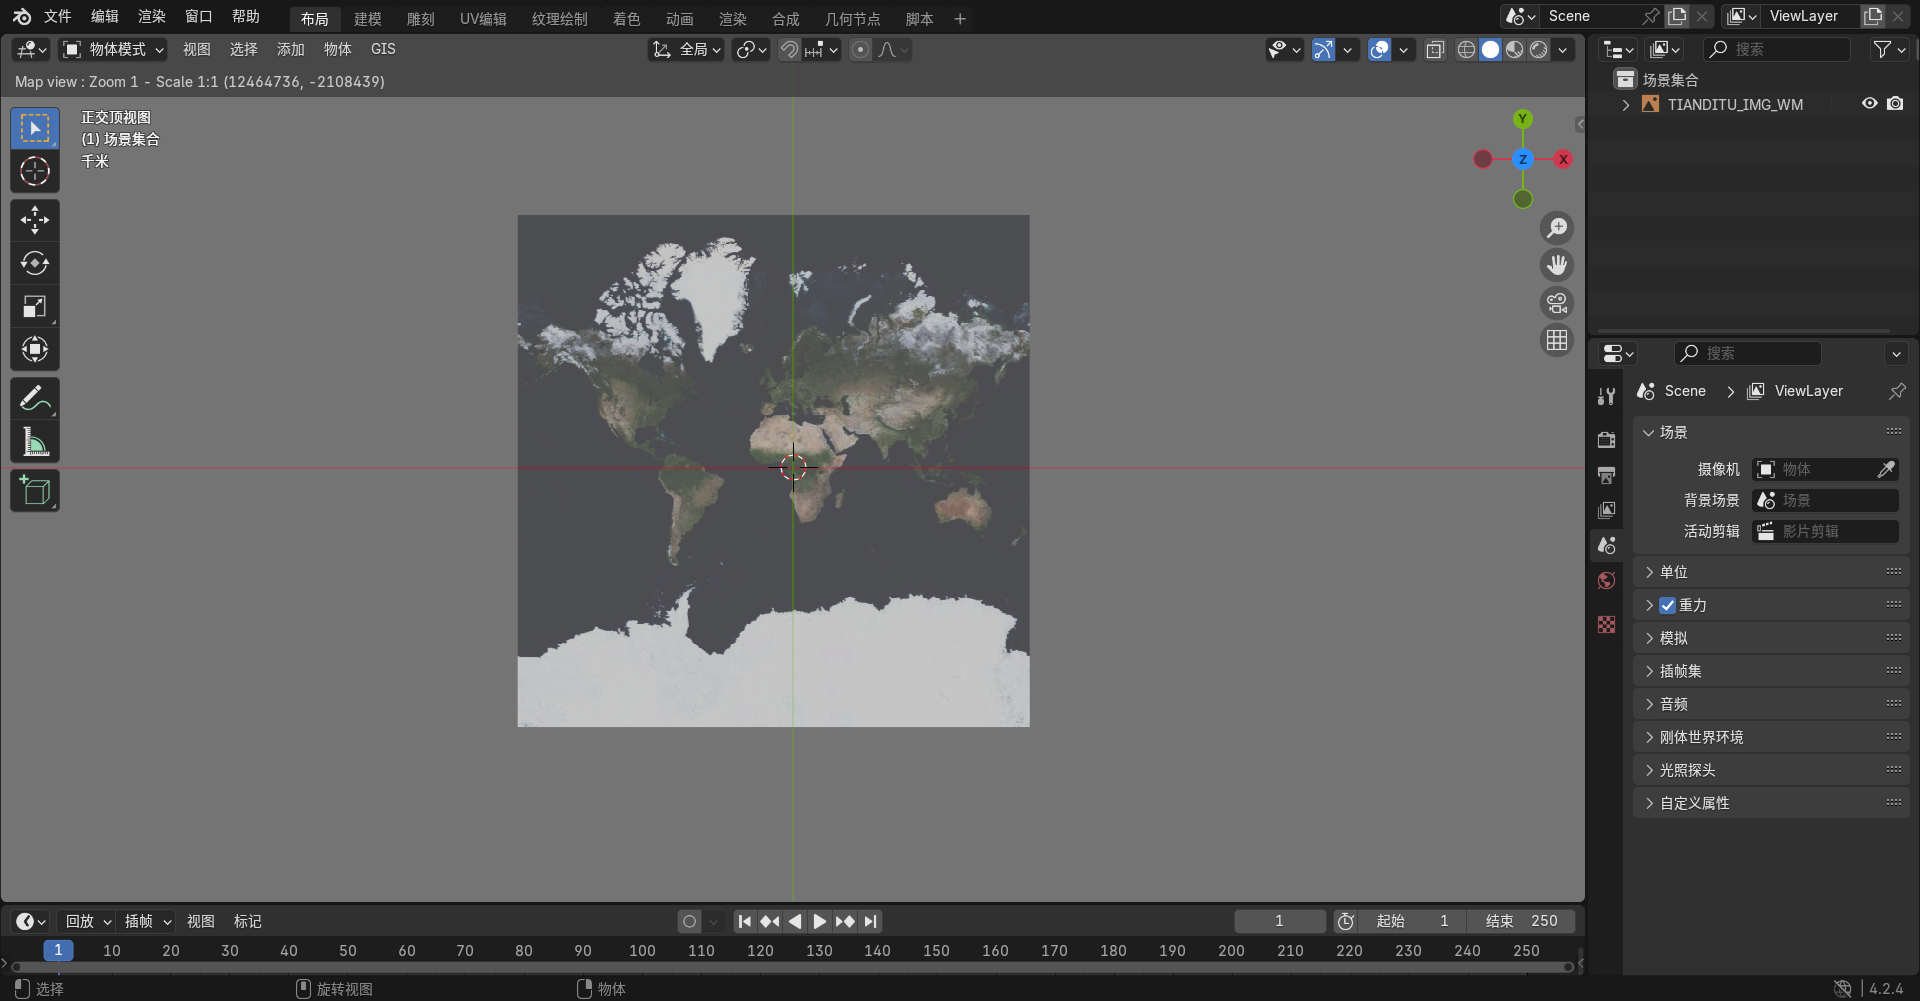 文件 编辑 渲染 窗口 帮助 布局 建模 雕刻 UV编辑 纹理绘制 着色 动画 渲染 合成 几何节点 脚本 + Scene ViewLayer
物体模式 视图 选择 添加 物体 GIS 全局 搜索
Map view : Zoom 1 - Scale 1:1 (12464736, -2108439)
正交顶视图
(1) 场景集合
千米
Y
Z
X
场景集合
TIANDITU_IMG_WM
搜索
Scene > ViewLayer
场景
摄像机 物体
背景场景 场景
活动剪辑 影片剪辑
单位
重力
模拟
插帧集
音频
刚体世界环境
光照探头
自定义属性
回放 插帧 视图 标记 1 起始 1 结束 250
1 10 20 30 40 50 60 70 80 90 100 110 120 130 140 150 160 170 180 190 200 210 220 230 240 250
选择 旋转视图 物体 4.2.4